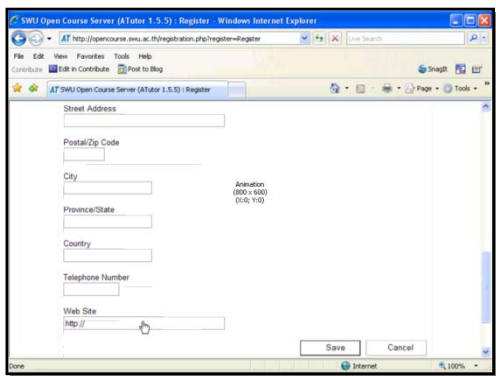 SWU Open Course Server (ATutor 1.5.5) : Register - Windows Internet Explorer
http://opencourse.swu.ac.th/registration.php?register=Register
Live Search
File Edit View Favorites Tools Help
Contribute Edit in Contribute Post to Blog
SnagIt
SWU Open Course Server (ATutor 1.5.5) : Register
Page Tools
Street Address
Postal/Zip Code
City
Animation
(800 x 600)
(X:0; Y:0)
Province/State
Country
Telephone Number
Web Site
http://
Save Cancel
Done Internet 100%